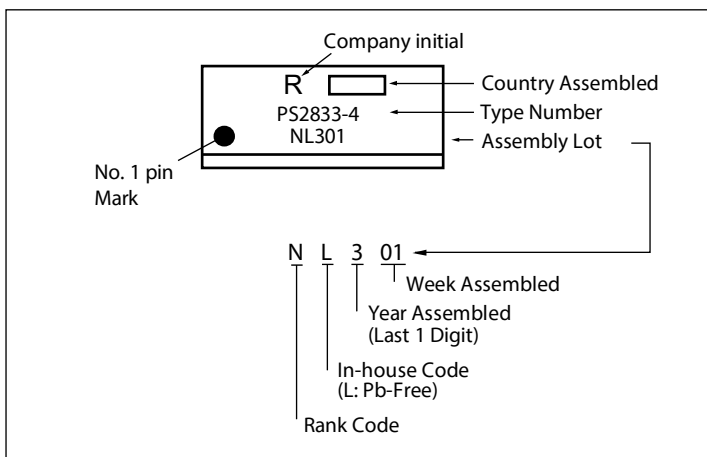 Company initial
R
Country Assembled
PS2833-4
Type Number
NL301
Assembly Lot
No. 1 pin
Mark
N L 3 01
Week Assembled
Year Assembled
(Last 1 Digit)
In-house Code
(L: Pb-Free)
Rank Code